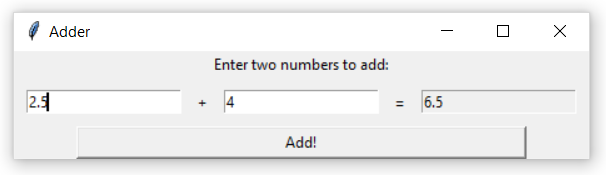 Adder
Enter two numbers to add:
2.5 + 4 = 6.5
Add!